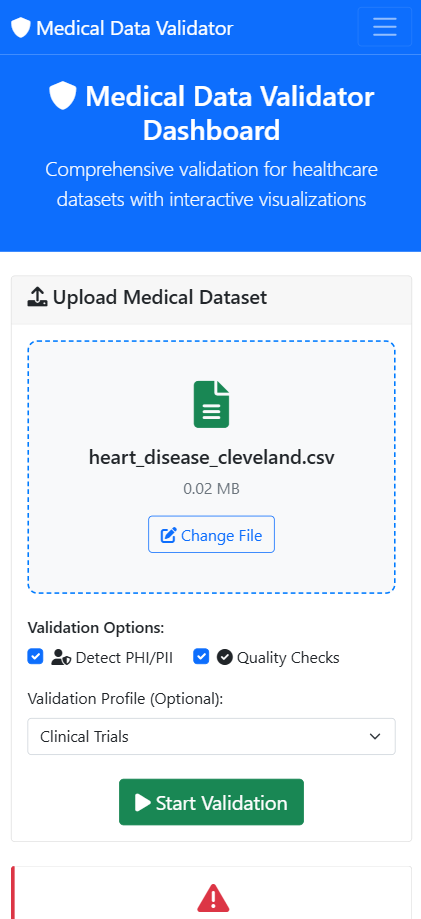 Medical Data Validator
Medical Data Validator
Dashboard
Comprehensive validation for healthcare
datasets with interactive visualizations
Upload Medical Dataset
heart_disease_cleveland.csv
0.02 MB
Change File
Validation Options:
Detect PHI/PII
Quality Checks
Validation Profile (Optional):
Clinical Trials
Start Validation